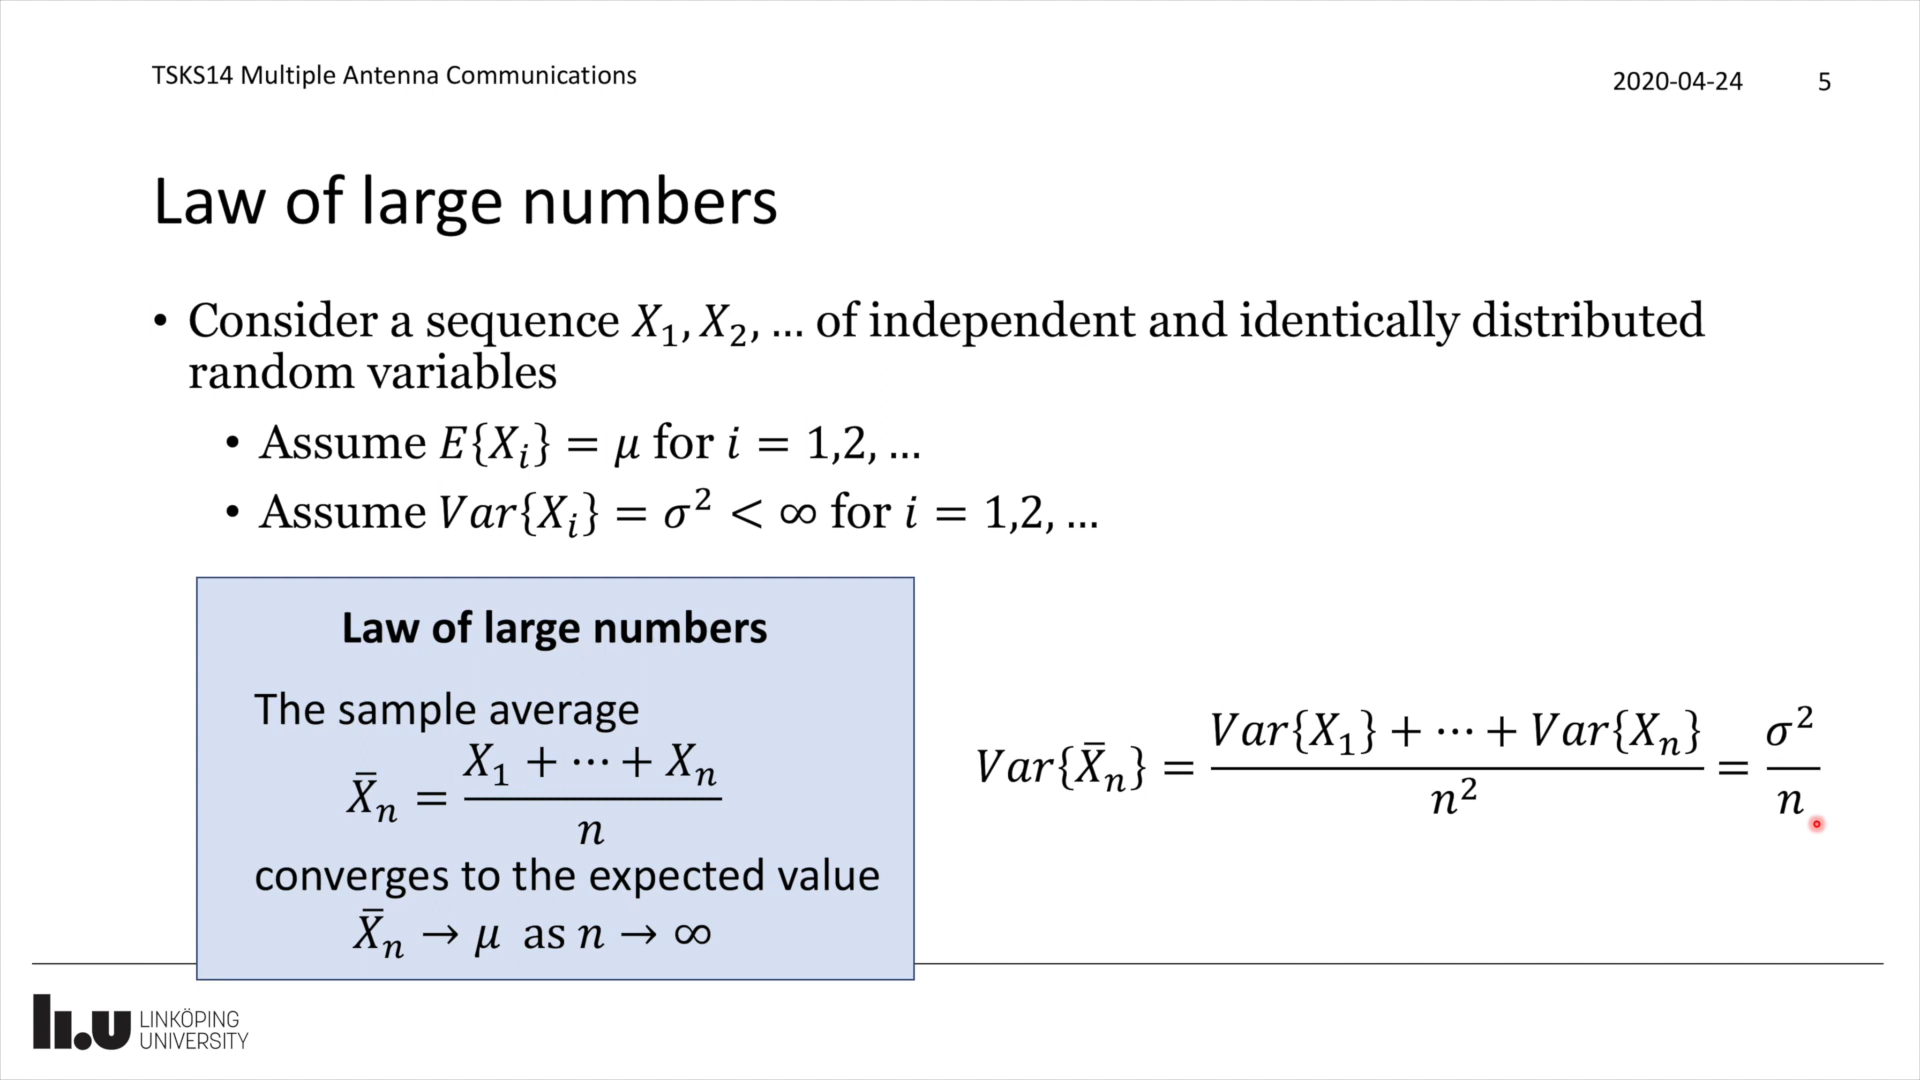 TSKS14 Multiple Antenna Communications
2020-04-24 5
Law of large numbers
• Consider a sequence X₁, X₂, … of independent and identically distributed
random variables
• Assume E{Xᵢ} = μ for i = 1,2, …
• Assume Var{Xᵢ} = σ² < ∞ for i = 1,2, …
Law of large numbers
The sample average
X̄ₙ = (X₁ + ⋯ + Xₙ) / n
converges to the expected value
X̄ₙ → μ as n → ∞
Var{X̄ₙ} = (Var{X₁} + ⋯ + Var{Xₙ}) / n² = σ² / n
li.u LINKÖPING
UNIVERSITY